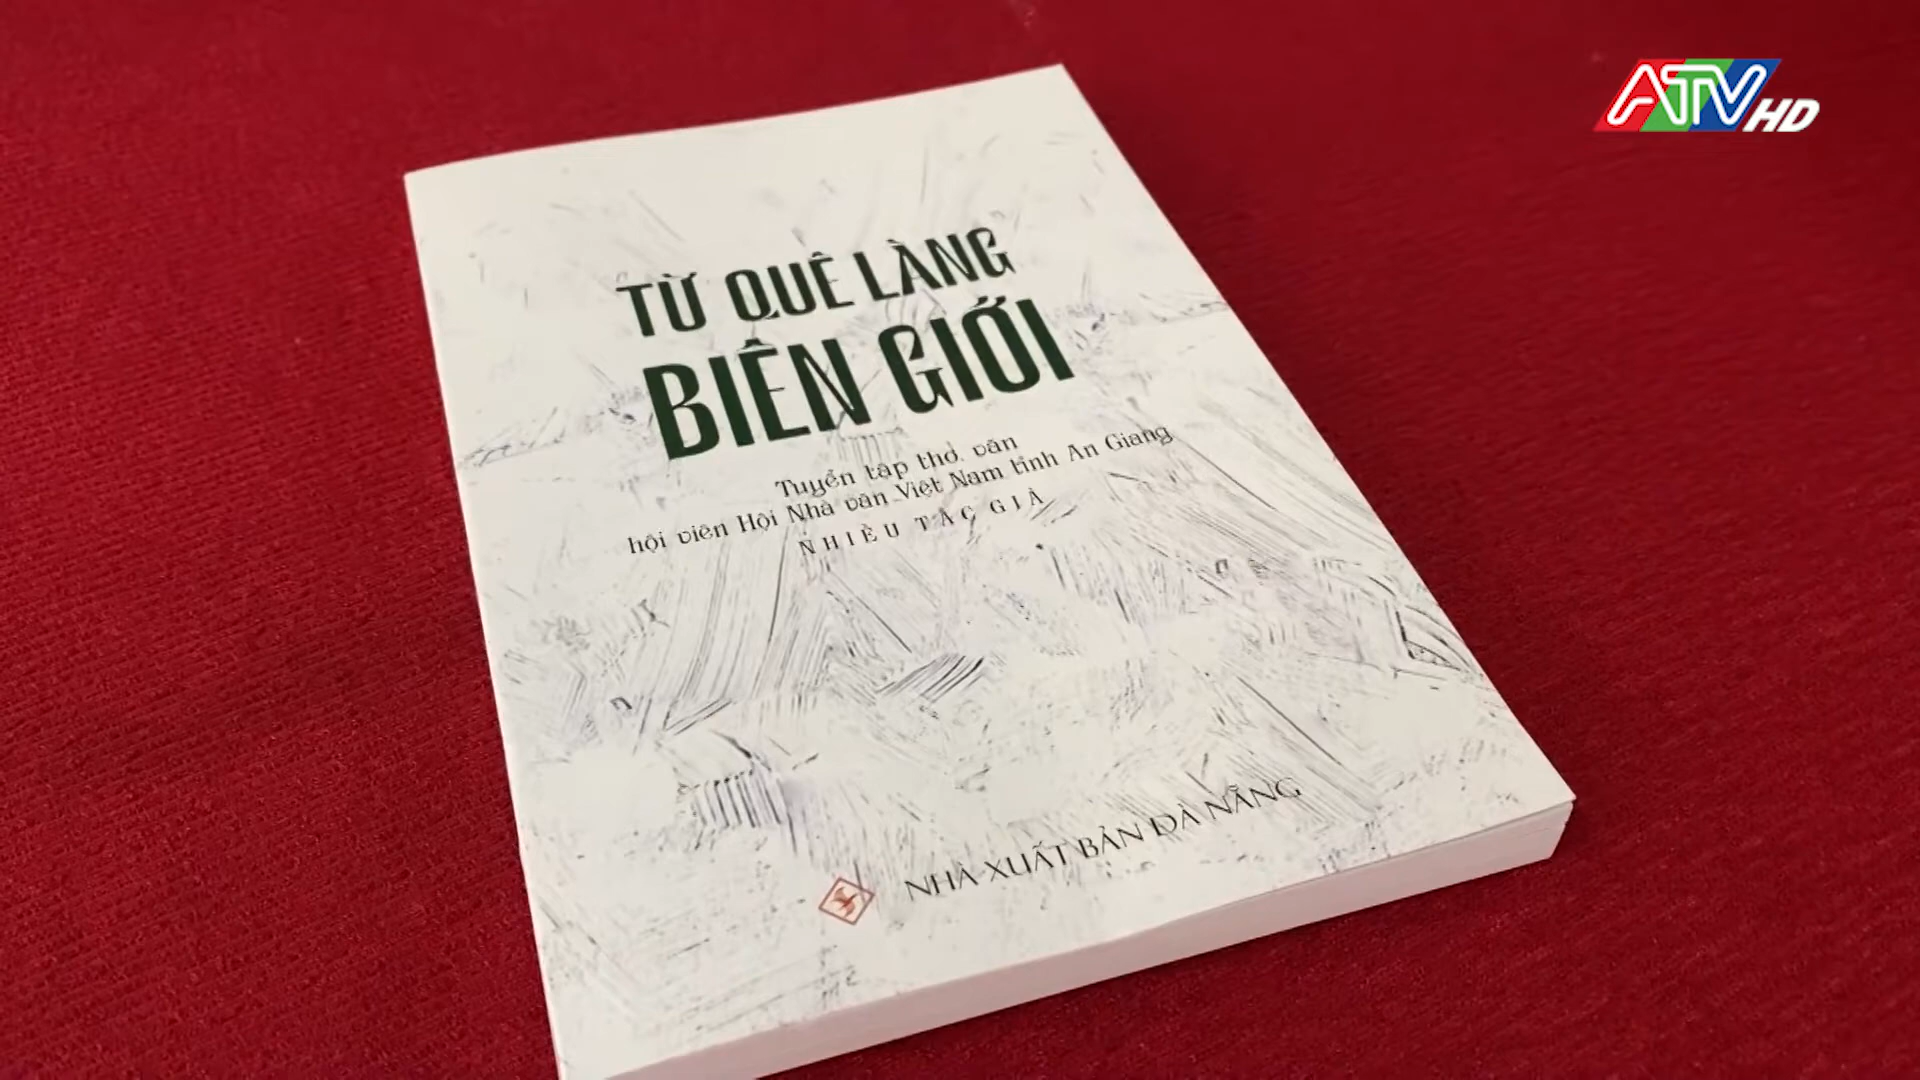 ATV HD
TỪ QUÊ LÀNG
BIÊN GIỚI
Tuyển tập thơ, văn
hội viên Hội Nhà văn Việt Nam tỉnh An Giang
NHIỀU TÁC GIẢ
NHÀ XUẤT BẢN ĐÀ NẴNG